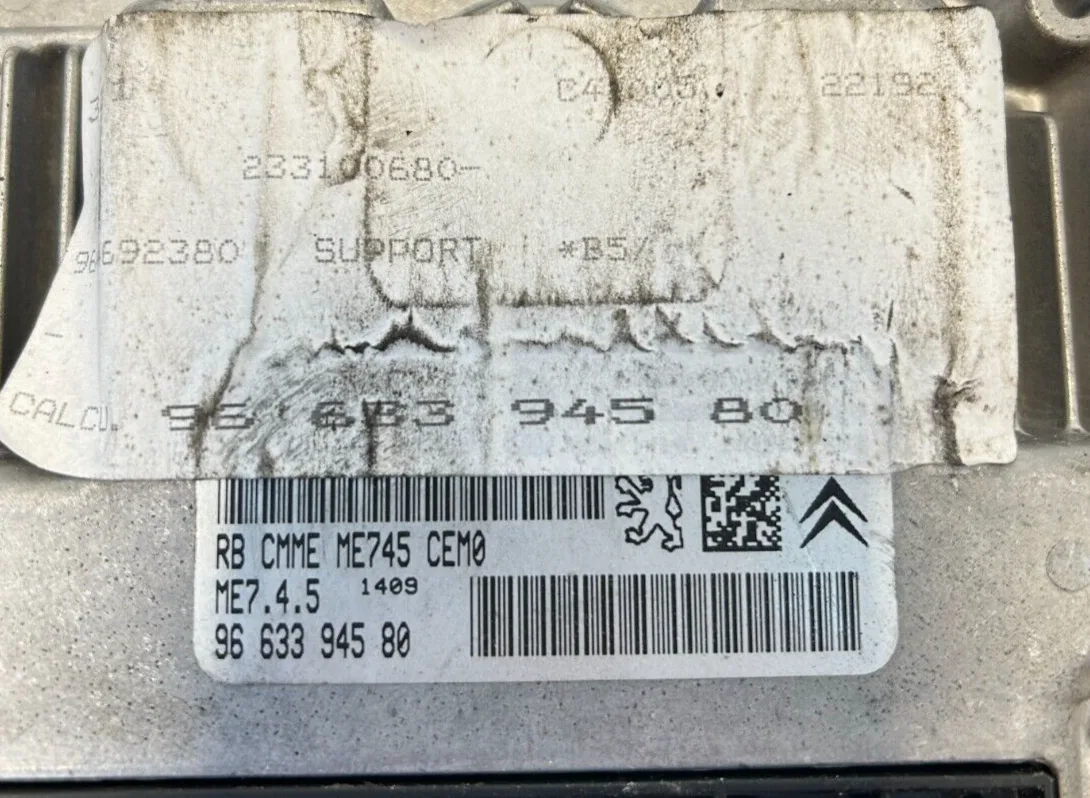 22192
233100680-
SUPPORT *B5/
CALCU. 96 633 945 80
RB CMME ME745 CEM0
ME7.4.5 1409
96 633 945 80